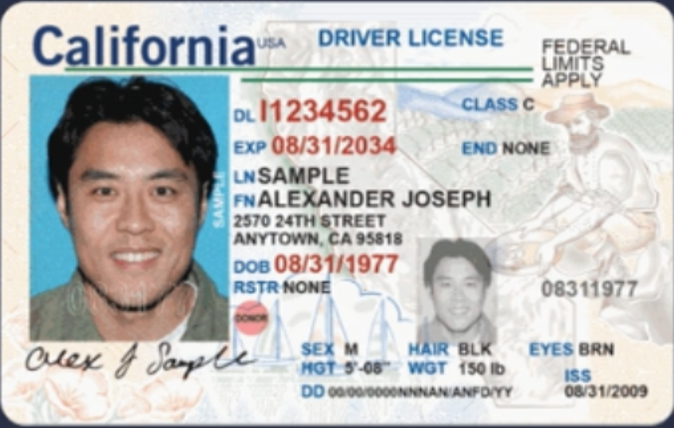 California USA DRIVER LICENSE
FEDERAL
LIMITS
APPLY
DL I1234562 CLASS C
EXP 08/31/2034 END NONE
LN SAMPLE
FN ALEXANDER JOSEPH
2570 24TH STREET
ANYTOWN, CA 95818
DOB 08/31/1977
RSTR NONE 08311977
SAMPLE
DONOR
Alex J Sample
SEX M HAIR BLK EYES BRN
HGT 5'-08" WGT 150 lb
ISS
DD 00/00/0000NNNAN/ANFD/YY 08/31/2009